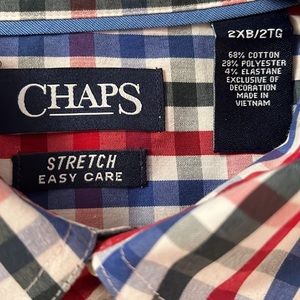 CHAPS
STRETCH
EASY CARE
2XB/2TG
68% COTTON
28% POLYESTER
4% ELASTANE
EXCLUSIVE OF
DECORATION
MADE IN
VIETNAM